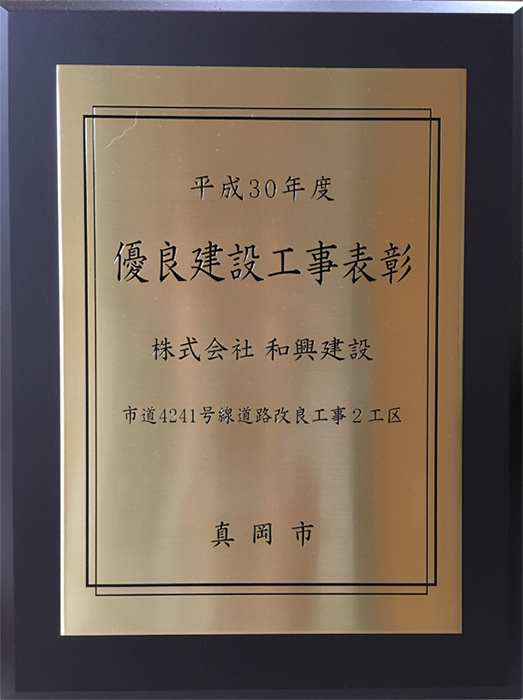 平成30年度
優良建設工事表彰
株式会社 和興建設
市道4241号線道路改良工事2工区
真岡市